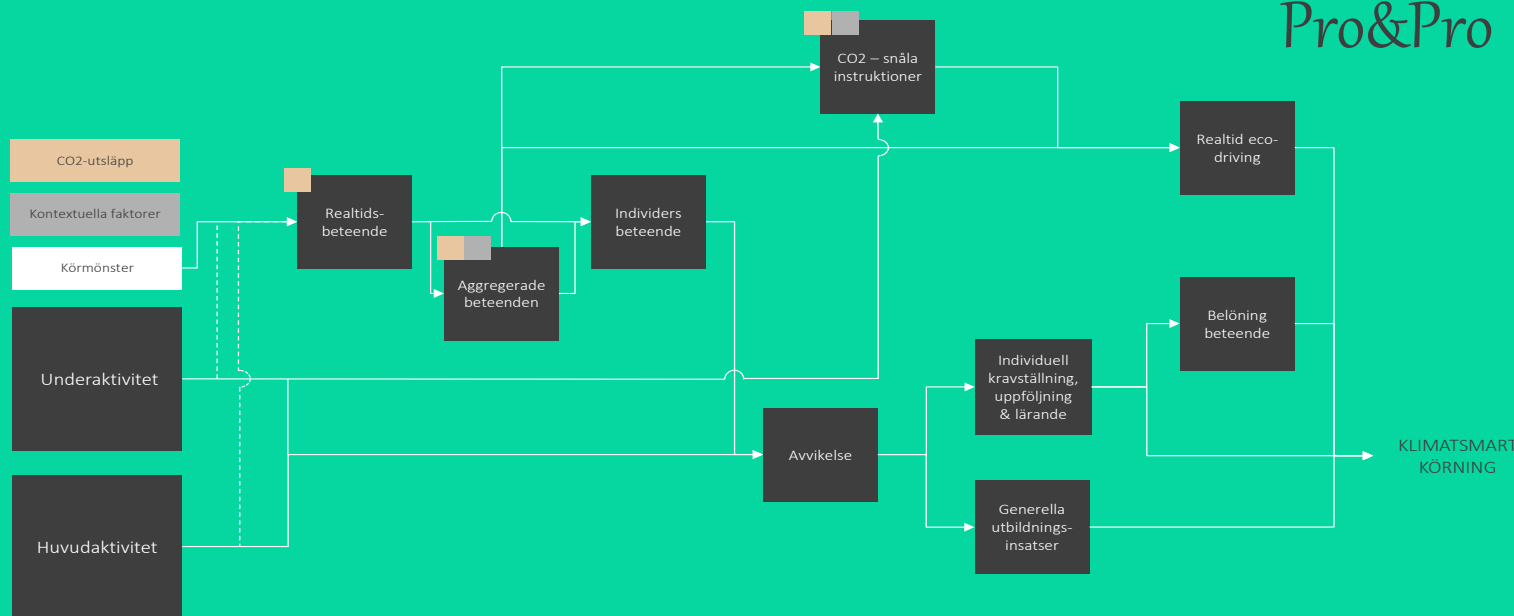 Pro&Pro
CO2 – snåla
instruktioner
Realtid eco-
driving
CO2-utsläpp
Kontextuella faktorer
Körmönster
Realtids-
beteende
Individers
beteende
Aggregerade
beteenden
Belöning
beteende
Underaktivitet
Individuell
kravställning,
uppföljning
& lärande
Avvikelse
KLIMATSMART
KÖRNING
Huvudaktivitet
Generella
utbildnings-
insatser